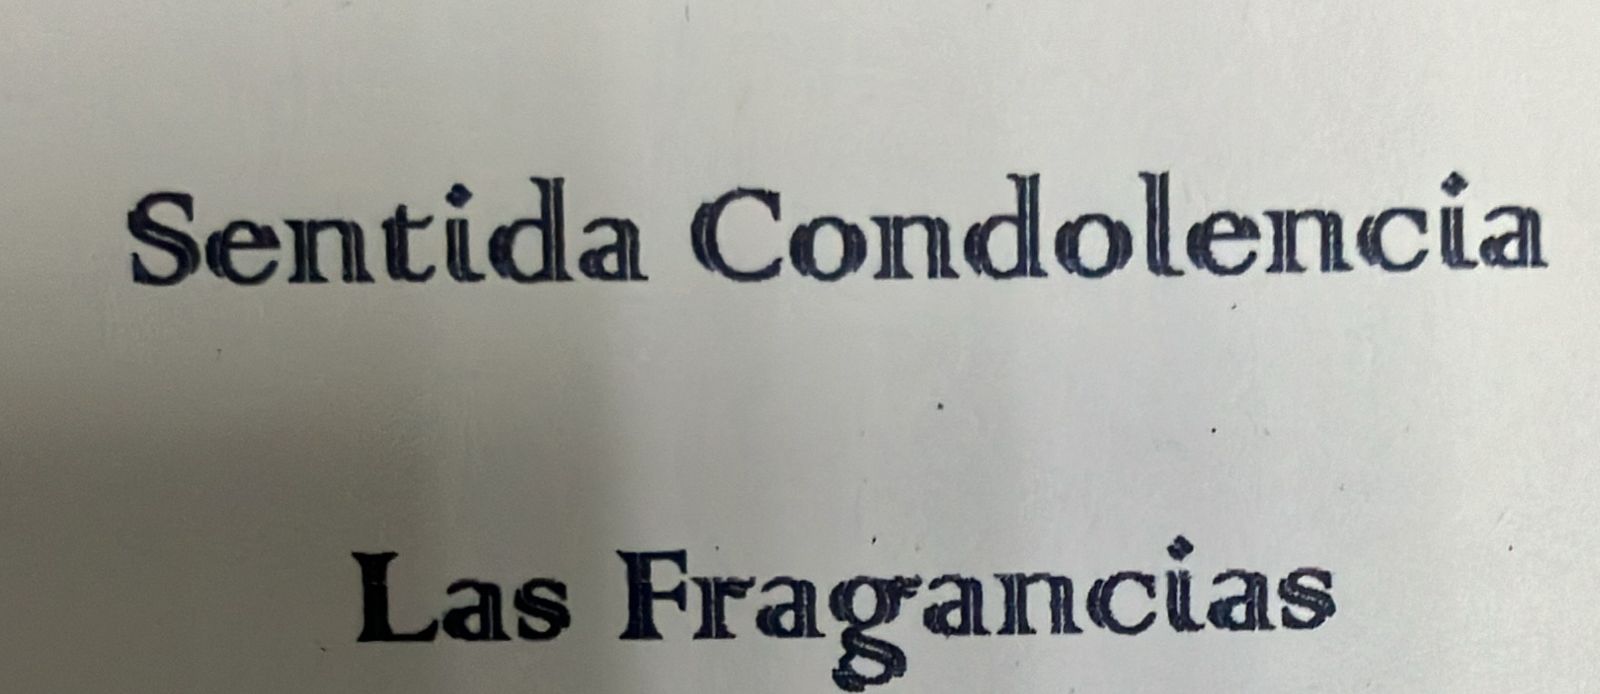 Sentida Condolencia
Las Fragancias